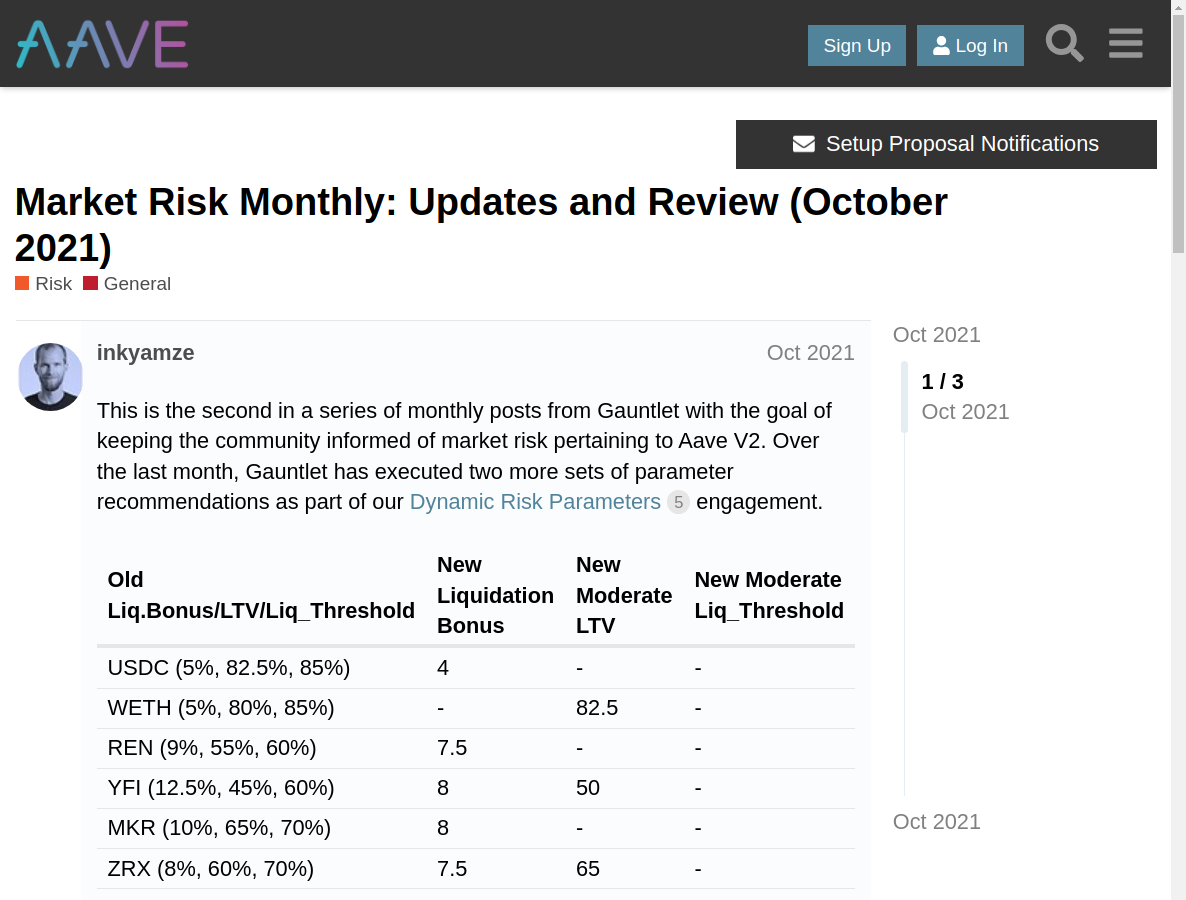 AAVE
Sign Up
Log In
Setup Proposal Notifications
Market Risk Monthly: Updates and Review (October
2021)
Risk General
inkyamze Oct 2021
Oct 2021
1 / 3
Oct 2021
This is the second in a series of monthly posts from Gauntlet with the goal of
keeping the community informed of market risk pertaining to Aave V2. Over
the last month, Gauntlet has executed two more sets of parameter
recommendations as part of our Dynamic Risk Parameters 5 engagement.
Old
Liq.Bonus/LTV/Liq_Threshold
New
Liquidation
Bonus
New
Moderate
LTV
New Moderate
Liq_Threshold
USDC (5%, 82.5%, 85%) 4 - -
WETH (5%, 80%, 85%) - 82.5 -
REN (9%, 55%, 60%) 7.5 - -
YFI (12.5%, 45%, 60%) 8 50 -
MKR (10%, 65%, 70%) 8 - -
ZRX (8%, 60%, 70%) 7.5 65 -
Oct 2021